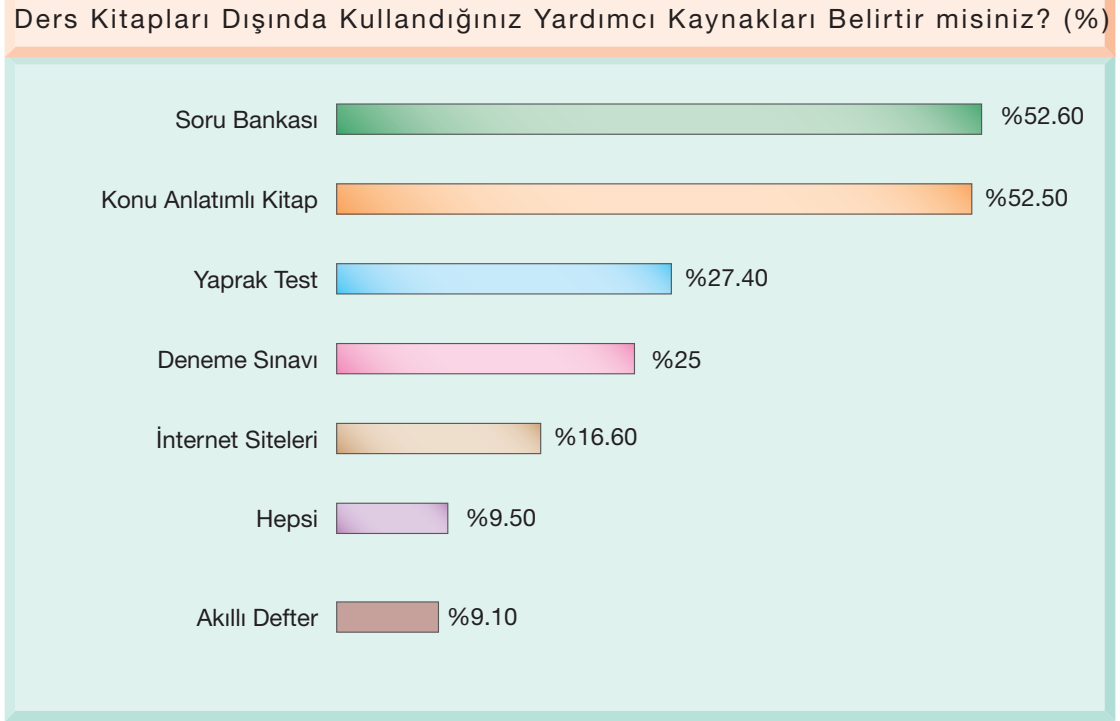 Ders Kitapları Dışında Kullandığınız Yardımcı Kaynakları Belirtir misiniz? (%)
Soru Bankası %52.60
Konu Anlatımlı Kitap %52.50
Yaprak Test %27.40
Deneme Sınavı %25
İnternet Siteleri %16.60
Hepsi %9.50
Akıllı Defter %9.10